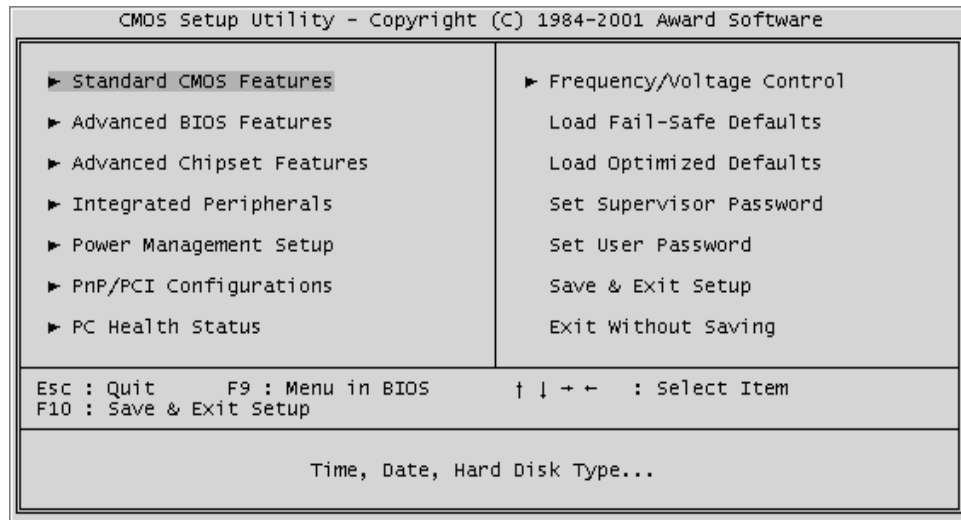 CMOS Setup Utility - Copyright (C) 1984-2001 Award Software
► Standard CMOS Features
► Advanced BIOS Features
► Advanced Chipset Features
► Integrated Peripherals
► Power Management Setup
► PnP/PCI Configurations
► PC Health Status
► Frequency/Voltage Control
Load Fail-Safe Defaults
Load Optimized Defaults
Set Supervisor Password
Set User Password
Save & Exit Setup
Exit Without Saving
Esc : Quit F9 : Menu in BIOS ↑ ↓ → ← : Select Item
F10 : Save & Exit Setup
Time, Date, Hard Disk Type...